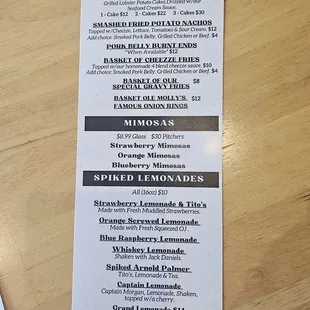 Grilled Lobster Potato Cakes Drizzled w/our
Seafood Cream Sauce.
1 - Cake $12   2 - Cakes $22   3 - Cakes $30
SMASHED FRIED POTATO NACHOS
Topped w/Cheeze, Lettuce, Tomatoes & Sour Cream. $12
Add choice: Smoked Pork Belly, Grilled Chicken or Beef, $4
PORK BELLY BURNT ENDS
"When Available" $12
BASKET OF CHEEZZE FRIES
Topped w/our homemade 4 blend cheeze sauce. $10
Add choice: Smoked Pork Belly, Grilled Chicken or Beef, $4
BASKET OF OUR $8
SPECIAL GRAVY FRIES
BASKET OLE MOLLY'S $12
FAMOUS ONION RINGS
MIMOSAS
$8.99 Glass $30 Pitchers
Strawberry Mimosas
Orange Mimosas
Blueberry Mimosas
SPIKED LEMONADES
All (16oz) $10
Strawberry Lemonade & Tito's
Made with Fresh Muddled Strawberries.
Orange Screwed Lemonade
Made with Fresh Squeezed OJ.
Blue Raspberry Lemonade
Whiskey Lemonade
Shaken with Jack Daniels.
Spiked Arnold Palmer
Tito's, Lemonade & Tea.
Captain Lemonade
Captain Morgan, Lemonade, Shaken,
topped w/a cherry.
Grand Lemonade $14